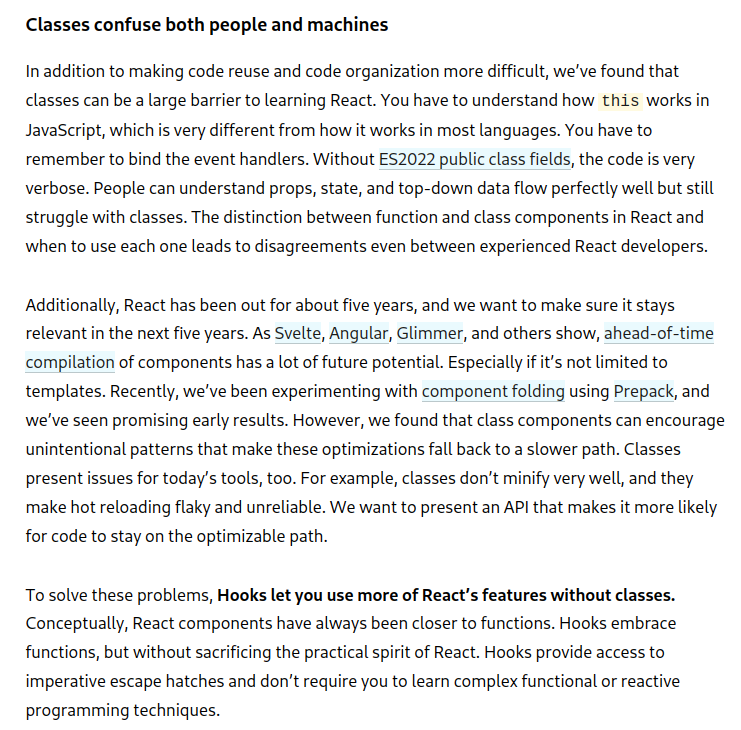 Classes confuse both people and machines
In addition to making code reuse and code organization more difficult, we’ve found that
classes can be a large barrier to learning React. You have to understand how this works in
JavaScript, which is very different from how it works in most languages. You have to
remember to bind the event handlers. Without ES2022 public class fields, the code is very
verbose. People can understand props, state, and top-down data flow perfectly well but still
struggle with classes. The distinction between function and class components in React and
when to use each one leads to disagreements even between experienced React developers.
Additionally, React has been out for about five years, and we want to make sure it stays
relevant in the next five years. As Svelte, Angular, Glimmer, and others show, ahead-of-time
compilation of components has a lot of future potential. Especially if it’s not limited to
templates. Recently, we’ve been experimenting with component folding using Prepack, and
we’ve seen promising early results. However, we found that class components can encourage
unintentional patterns that make these optimizations fall back to a slower path. Classes
present issues for today’s tools, too. For example, classes don’t minify very well, and they
make hot reloading flaky and unreliable. We want to present an API that makes it more likely
for code to stay on the optimizable path.
To solve these problems, Hooks let you use more of React’s features without classes.
Conceptually, React components have always been closer to functions. Hooks embrace
functions, but without sacrificing the practical spirit of React. Hooks provide access to
imperative escape hatches and don’t require you to learn complex functional or reactive
programming techniques.